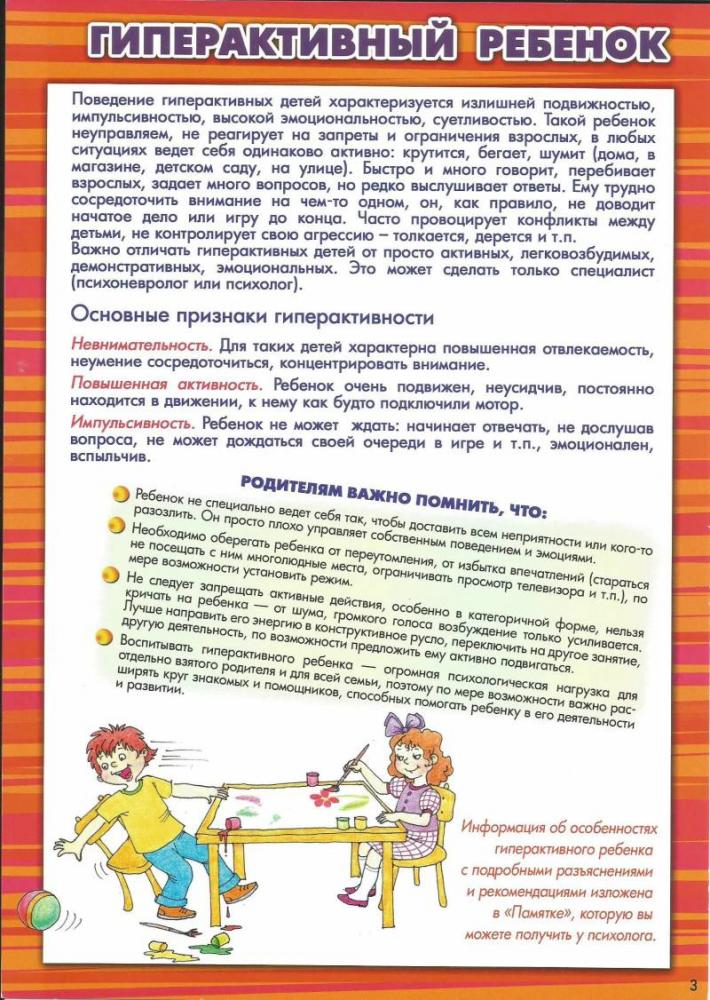 ГИПЕРАКТИВНЫЙ РЕБЕНОК
Поведение гиперактивных детей характеризуется излишней подвижностью,
импульсивностью, высокой эмоциональностью, суетливостью. Такой ребенок
неуправляем, не реагирует на запреты и ограничения взрослых, в любых
ситуациях ведет себя одинаково активно: крутится, бегает, шумит (дома, в
магазине, детском саду, на улице). Быстро и много говорит, перебивает
взрослых, задает много вопросов, но редко выслушивает ответы. Ему трудно
сосредоточить внимание на чем-то одном, он, как правило, не доводит
начатое дело или игру до конца. Часто провоцирует конфликты между
детьми, не контролирует свою агрессию – толкается, дерется и т.п.
Важно отличать гиперактивных детей от просто активных, легковозбудимых,
демонстративных, эмоциональных. Это может сделать только специалист
(психоневролог или психолог).
Основные признаки гиперактивности
Невнимательность. Для таких детей характерна повышенная отвлекаемость,
неумение сосредоточиться, концентрировать внимание.
Повышенная активность. Ребенок очень подвижен, неусидчив, постоянно
находится в движении, к нему как будто подключили мотор.
Импульсивность. Ребенок не может ждать: начинает отвечать, не дослушав
вопроса, не может дождаться своей очереди в игре и т.п., эмоционален,
вспыльчив.
РОДИТЕЛЯМ ВАЖНО ПОМНИТЬ, ЧТО:
Ребенок не специально ведет себя так, чтобы доставить всем неприятности или кого-то
разозлить. Он просто плохо управляет собственным поведением и эмоциями.
Необходимо оберегать ребенка от переутомления, от избытка впечатлений (стараться
не посещать с ним многолюдные места, ограничивать просмотр телевизора и т.п.), по
мере возможности установить режим.
Не следует запрещать активные действия, особенно в категоричной форме, нельзя
кричать на ребенка — от шума, громкого голоса возбуждение только усиливается.
Лучше направить его энергию в конструктивное русло, переключить на другое занятие,
другую деятельность, по возможности предложить ему активно подвигаться.
Воспитывать гиперактивного ребенка — огромная психологическая нагрузка для
отдельно взятого родителя и для всей семьи, поэтому по мере возможности важно рас-
ширять круг знакомых и помощников, способных помогать ребенку в его деятельности
и развитии.
Информация об особенностях
гиперактивного ребенка
с подробными разъяснениями
и рекомендациями изложена
в «Памятке», которую вы
можете получить у психолога.
3